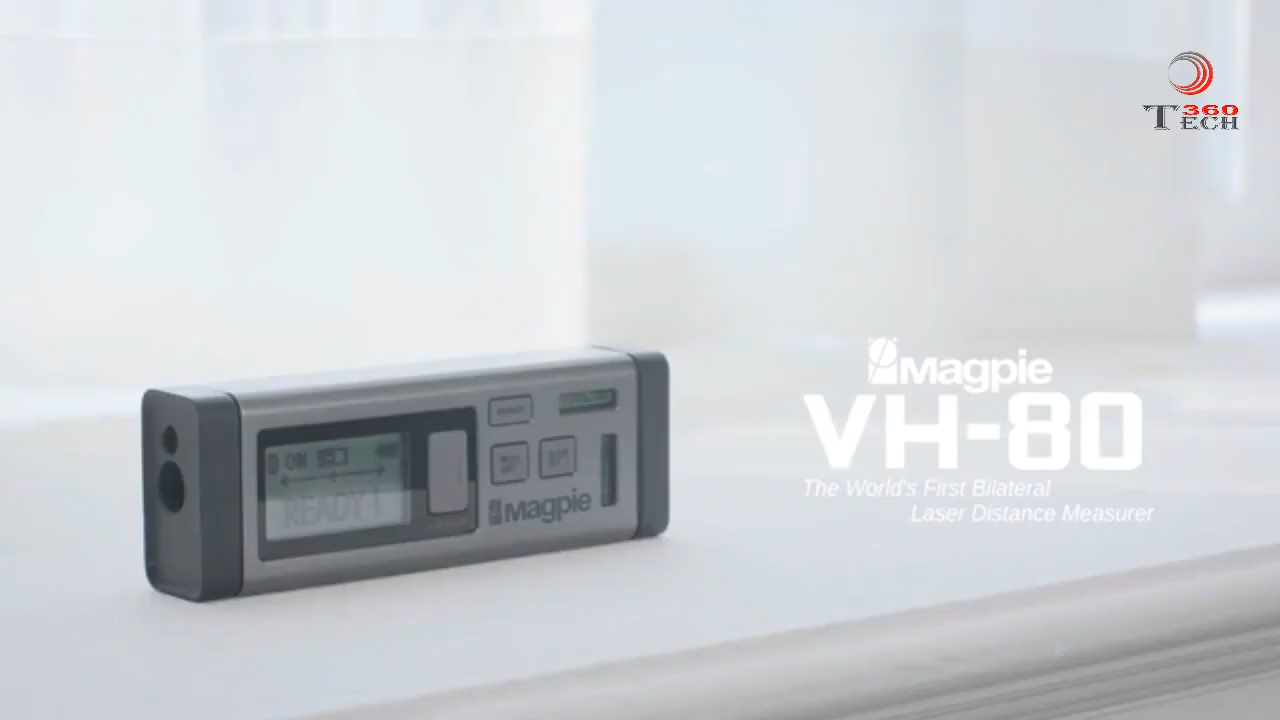 360
TECH
Magpie
VH-80
The World's First Bilateral
Laser Distance Measurer
ON
READY !
Magpie